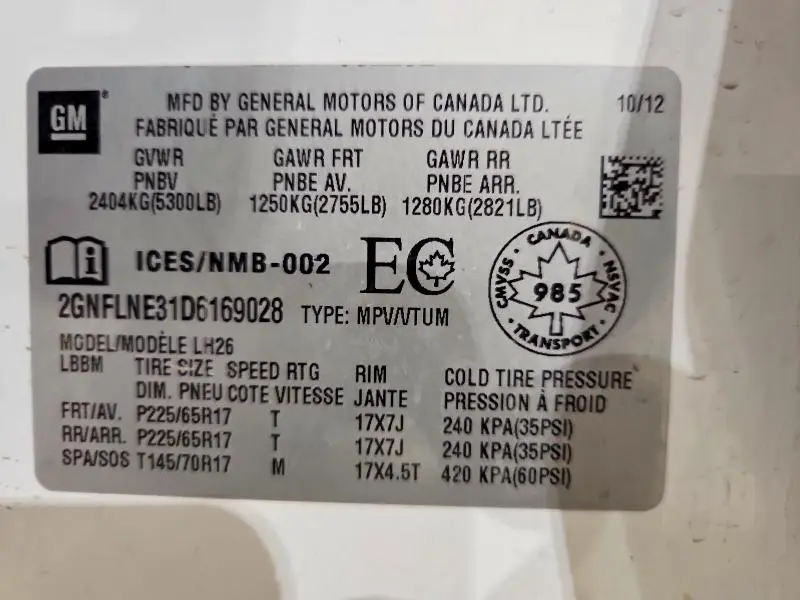 GM
MFD BY GENERAL MOTORS OF CANADA LTD. 10/12
FABRIQUÉ PAR GENERAL MOTORS DU CANADA LTÉE
GVWR GAWR FRT GAWR RR
PNBV PNBE AV. PNBE ARR.
2404KG(5300LB) 1250KG(2755LB) 1280KG(2821LB)
ICES/NMB-002 EC
CANADA
CMVSS 985 NSVAC
TRANSPORT
2GNFLNE31D6169028 TYPE: MPV/VTUM
MODEL/MODÈLE LH26
LBBM TIRE SIZE SPEED RTG RIM COLD TIRE PRESSURE
DIM. PNEU COTE VITESSE JANTE PRESSION À FROID
FRT/AV. P225/65R17 T 17X7J 240 KPA(35PSI)
RR/ARR. P225/65R17 T 17X7J 240 KPA(35PSI)
SPA/SOS T145/70R17 M 17X4.5T 420 KPA(60PSI)